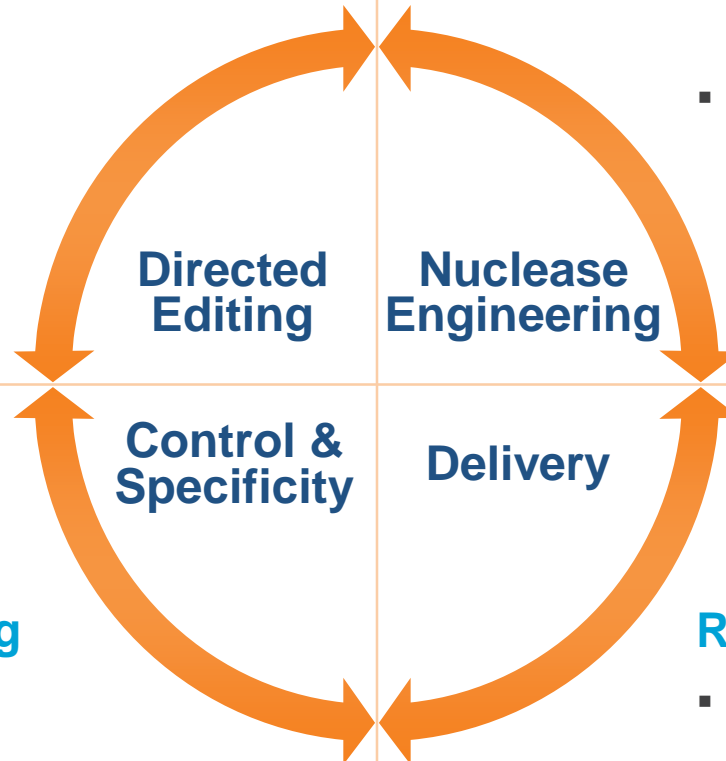 Directed
Editing
Nuclease
Engineering
Control &
Specificity
Delivery
g
R